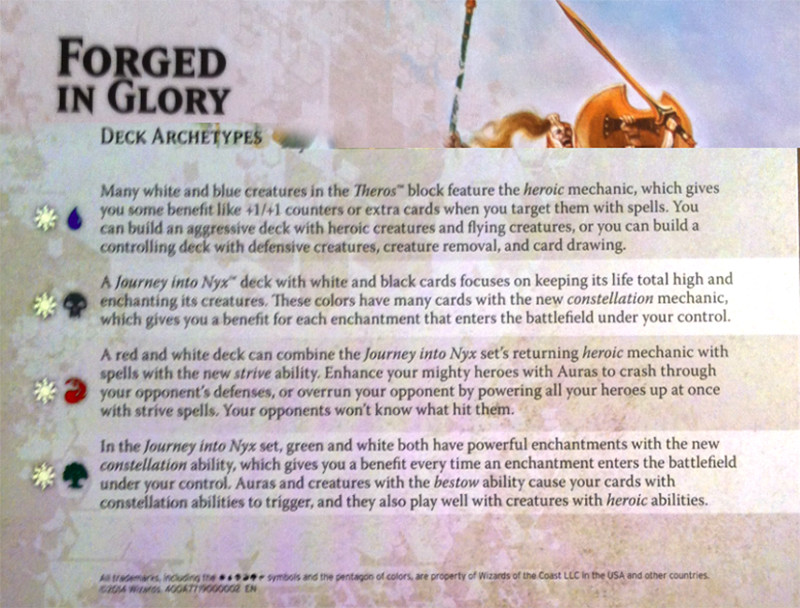 FORGED
IN GLORY
DECK ARCHETYPES
Many white and blue creatures in the Theros™ block feature the heroic mechanic, which gives
you some benefit like +1/+1 counters or extra cards when you target them with spells. You
can build an aggressive deck with heroic creatures and flying creatures, or you can build a
controlling deck with defensive creatures, creature removal, and card drawing.
A Journey into Nyx™ deck with white and black cards focuses on keeping its life total high and
enchanting its creatures. These colors have many cards with the new constellation mechanic,
which gives you a benefit for each enchantment that enters the battlefield under your control.
A red and white deck can combine the Journey into Nyx set's returning heroic mechanic with
spells with the new strive ability. Enhance your mighty heroes with Auras to crash through
your opponent's defenses, or overrun your opponent by powering all your heroes up at once
with strive spells. Your opponents won't know what hit them.
In the Journey into Nyx set, green and white both have powerful enchantments with the new
constellation ability, which gives you a benefit every time an enchantment enters the battlefield
under your control. Auras and creatures with the bestow ability cause your cards with
constellation abilities to trigger, and they also play well with creatures with heroic abilities.
All trademarks, including the symbols and the pentagon of colors, are property of Wizards of the Coast LLC in the USA and other countries.
©2014 Wizards. EN